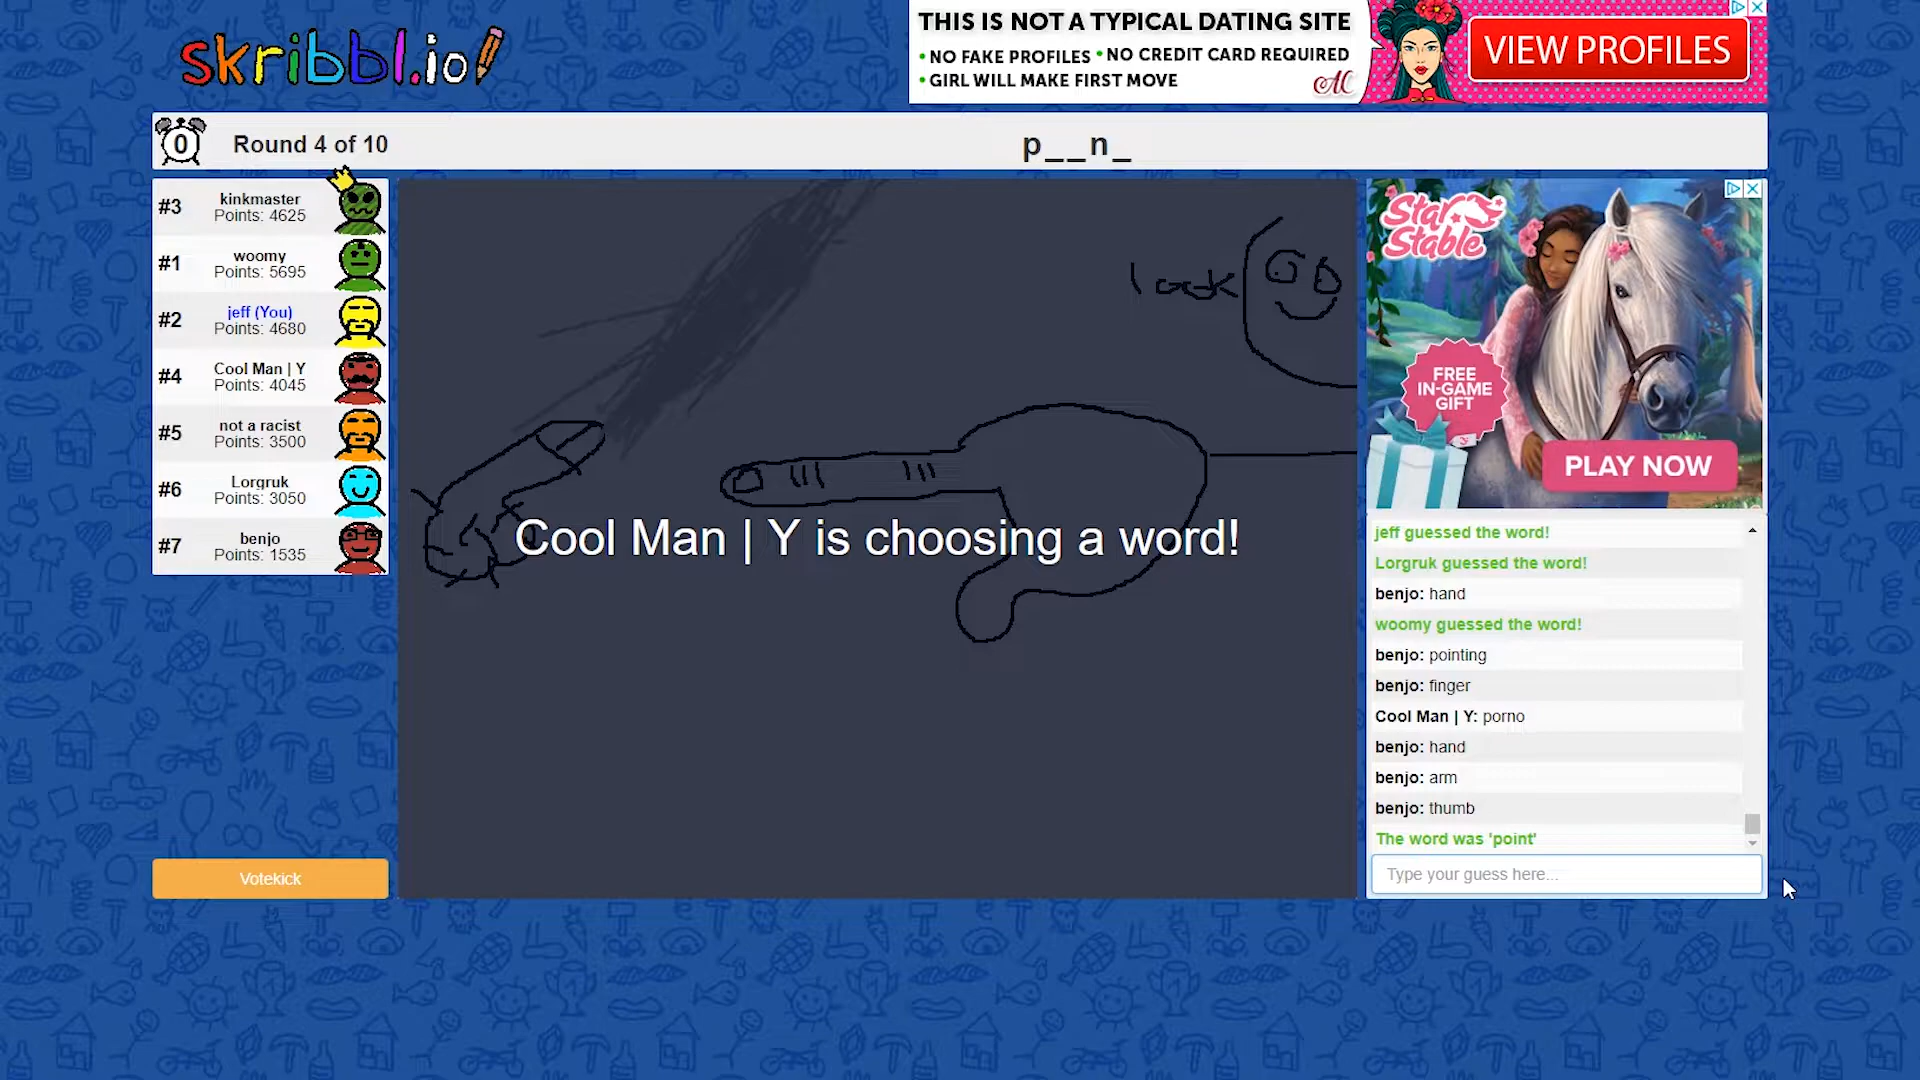 skribbl.io
THIS IS NOT A TYPICAL DATING SITE
• NO FAKE PROFILES • NO CREDIT CARD REQUIRED
• GIRL WILL MAKE FIRST MOVE
AC
VIEW PROFILES
0
Round 4 of 10
p__n_
#3 kinkmaster
Points: 4625
#1 woomy
Points: 5695
#2 jeff (You)
Points: 4680
#4 Cool Man | Y
Points: 4045
#5 not a racist
Points: 3500
#6 Lorgruk
Points: 3050
#7 benjo
Points: 1535
Votekick
look
Cool Man | Y is choosing a word!
Star
Stable
FREE
IN-GAME
GIFT
PLAY NOW
jeff guessed the word!
Lorgruk guessed the word!
benjo: hand
woomy guessed the word!
benjo: pointing
benjo: finger
Cool Man | Y: porno
benjo: hand
benjo: arm
benjo: thumb
The word was 'point'
Type your guess here...